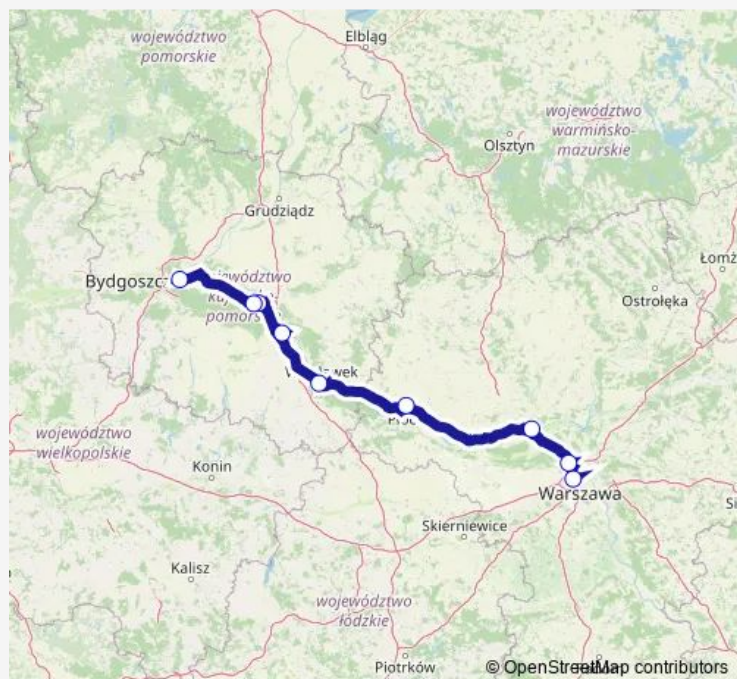 Elbląg
województwo
pomorskie
województwo
warmińsko-
mazurskie
Olsztyn
Grudziądz
Łomż
Bydgoszcz
województwo
Ostrołęka
województwo
wielkopolskie
Konin
Warszawa
Skierniewice
Kalisz
województwo
łódzkie
Piotrków
© OpenStreetMap contributors